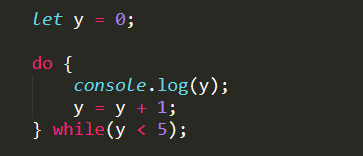 let y = 0;
do {
console.log(y);
y = y + 1;
} while(y < 5);